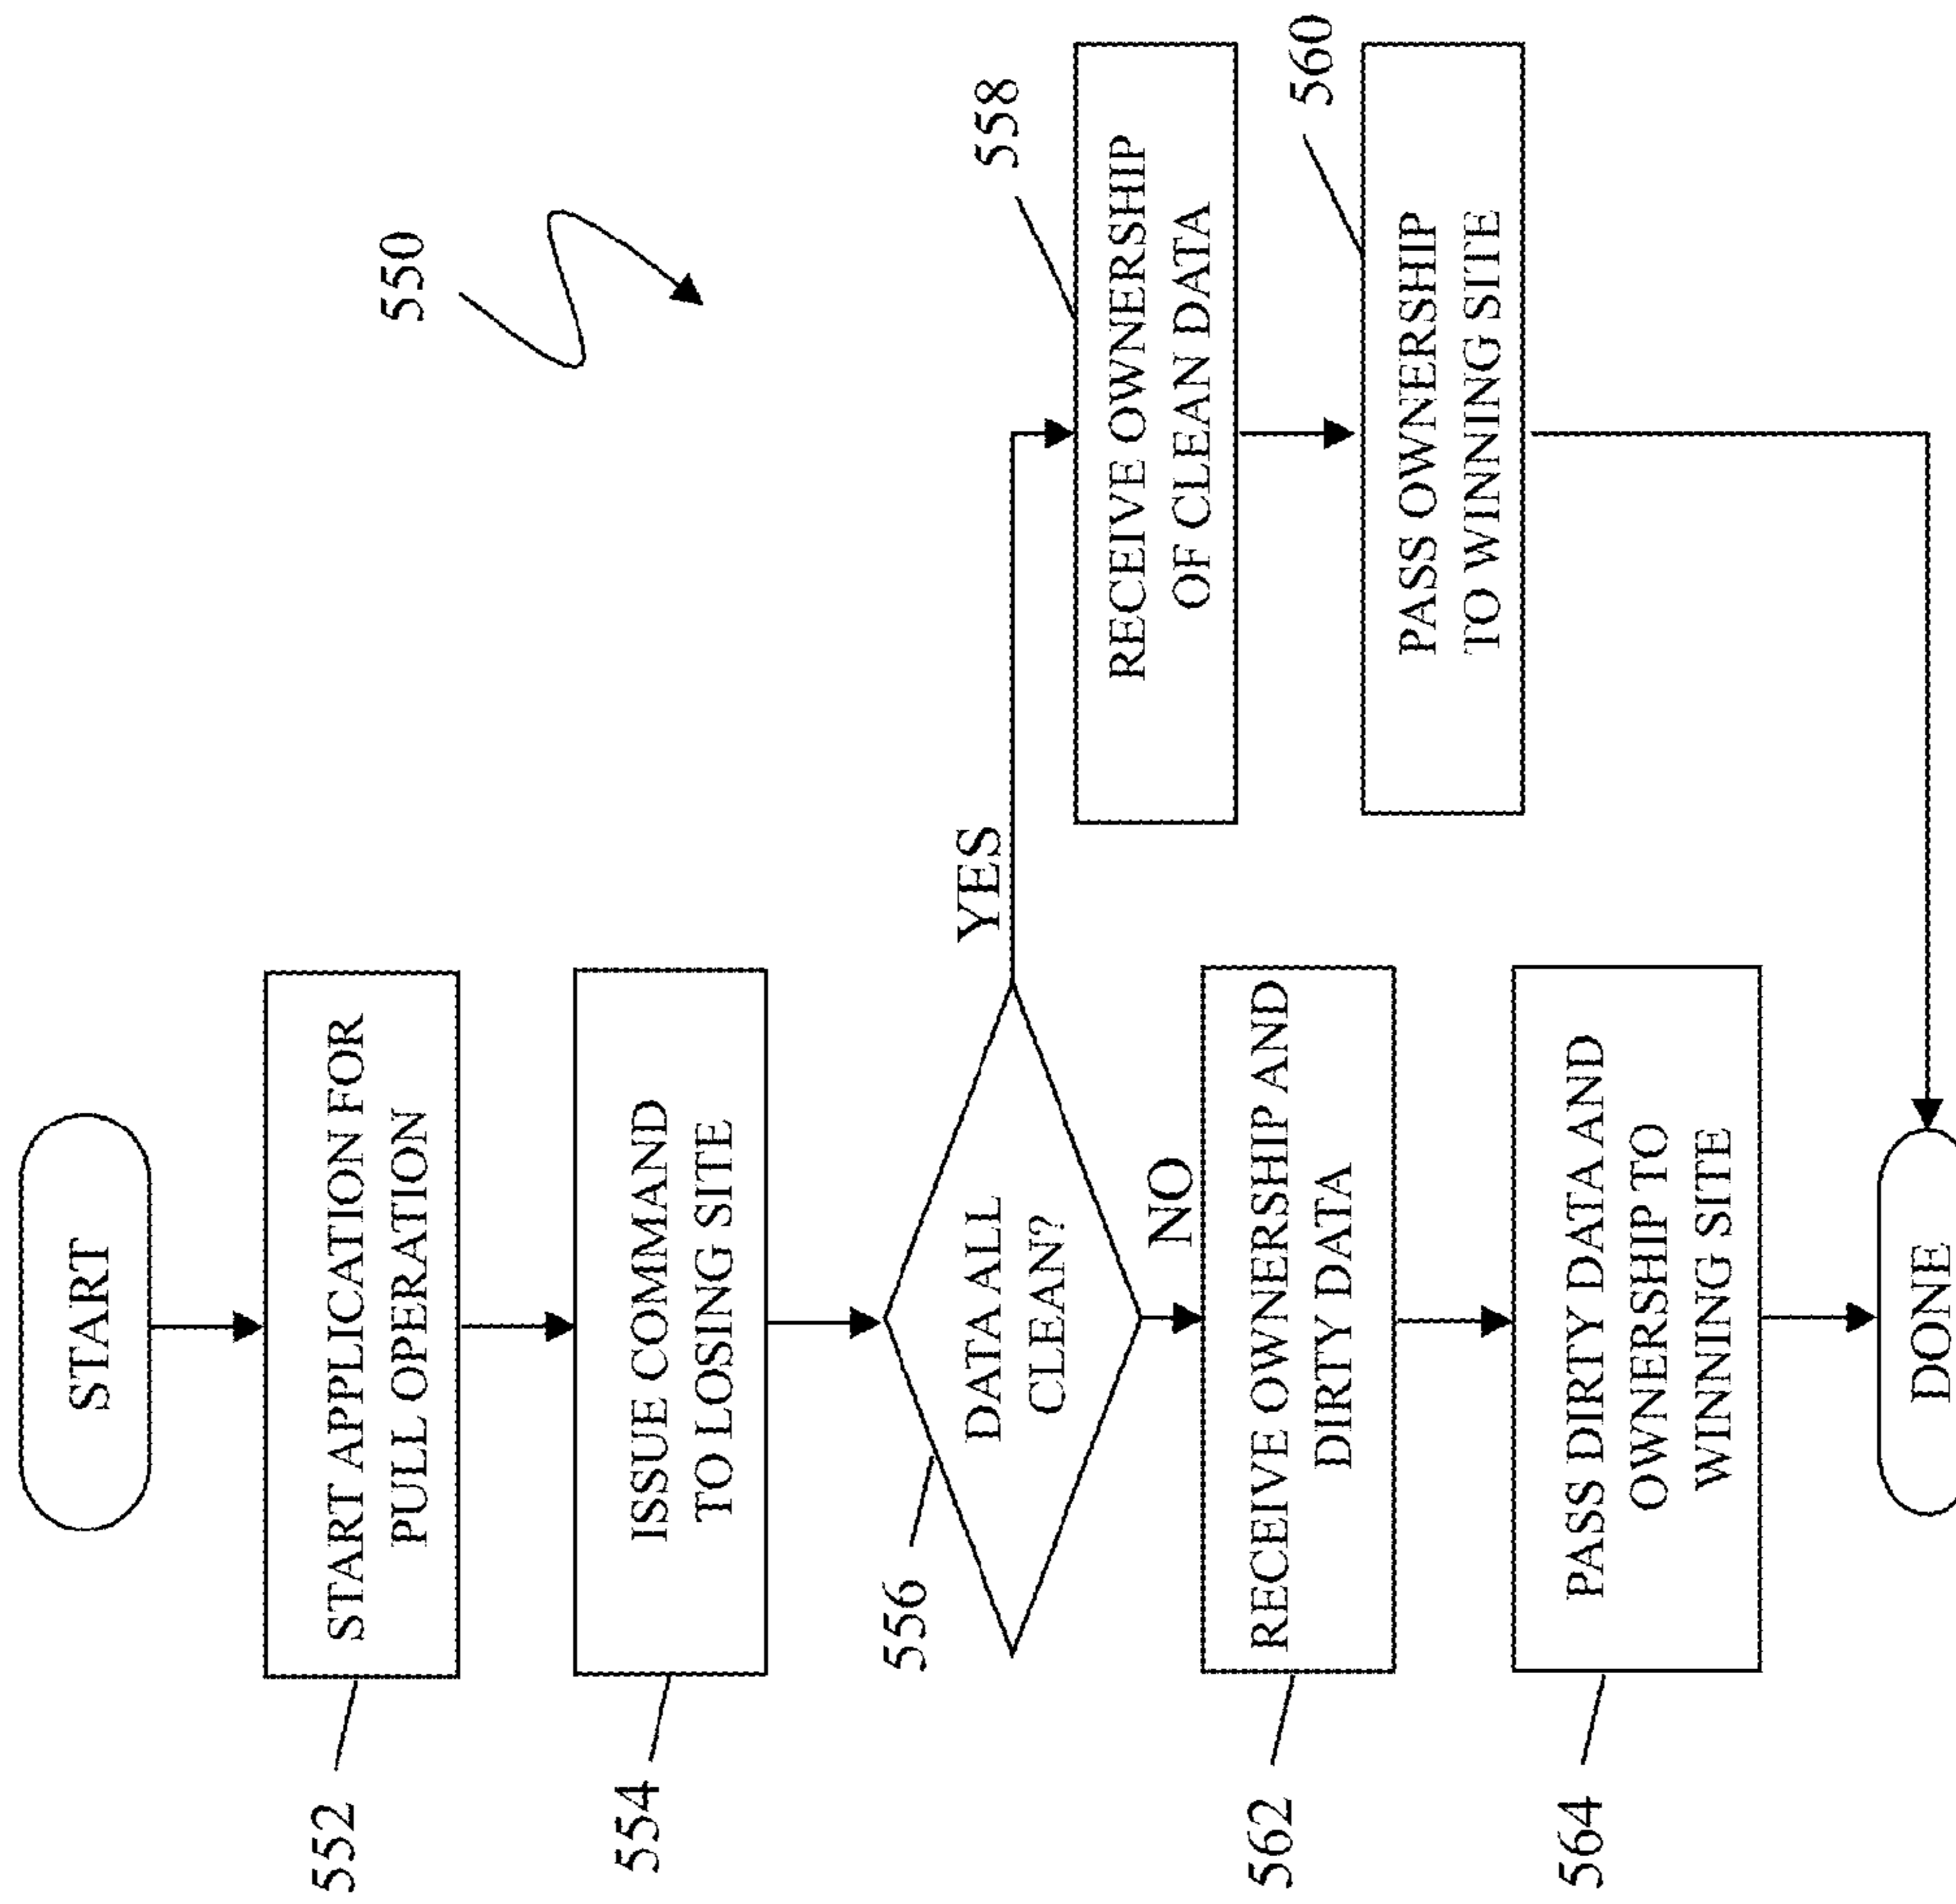 START
550
START APPLICATION FOR
PULL OPERATION
552
ISSUE COMMAND
TO LOSING SITE
554
DATA ALL
CLEAN?
556
YES
558
RECEIVE OWNERSHIP
OF CLEAN DATA
560
PASS OWNERSHIP
TO WINNING SITE
NO
RECEIVE OWNERSHIP AND
DIRTY DATA
562
PASS DIRTY DATA AND
OWNERSHIP TO
WINNING SITE
564
DONE